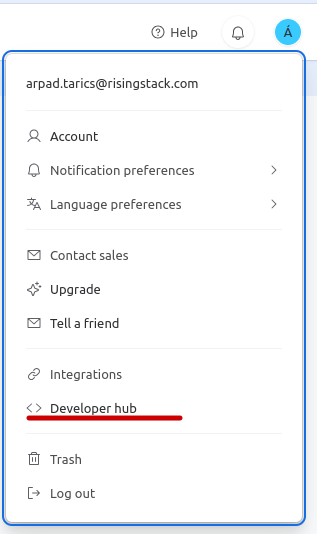 Help
Á
arpad.tarics@risingstack.com
Account
Notification preferences
Language preferences
Contact sales
Upgrade
Tell a friend
Integrations
Developer hub
Trash
Log out